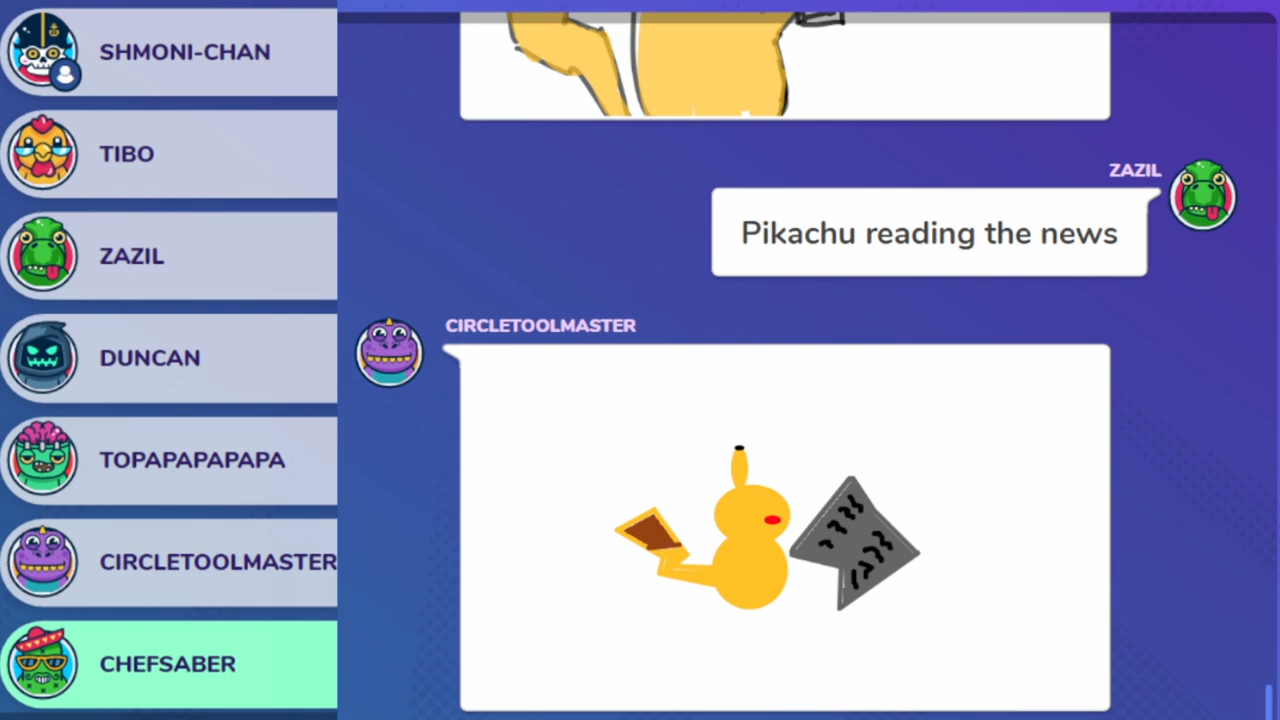 SHMONI-CHAN
TIBO
ZAZIL
DUNCAN
TOPAPAPAPAPA
CIRCLETOOLMASTER
CHEFSABER
ZAZIL
Pikachu reading the news
CIRCLETOOLMASTER